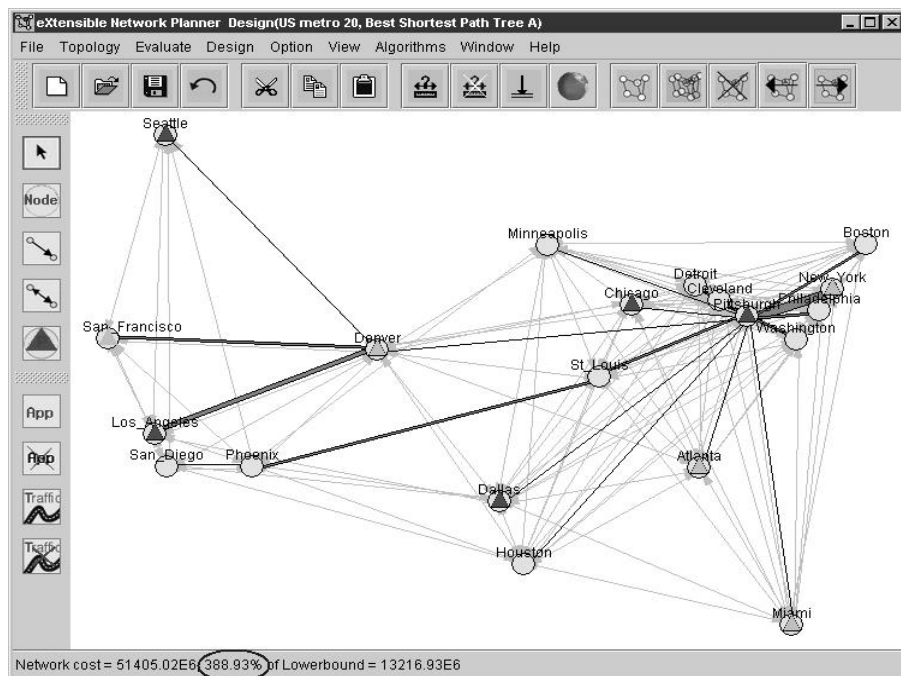 eXtensible Network Planner Design(US metro 20, Best Shortest Path Tree A)
File Topology Evaluate Design Option View Algorithms Window Help
Seattle
Node
Minneapolis
Boston
Detroit
New_York
Cleveland
Chicago
Pittsburgh
Philadelphia
San_Francisco
Washington
Denver
St_Louis
App
Los_Angeles
San_Diego
Phoenix
Atlanta
App
Dallas
Traffic
Houston
Traffic
Miami
Network cost = 51405.02E6, 388.93% of Lowerbound = 13216.93E6